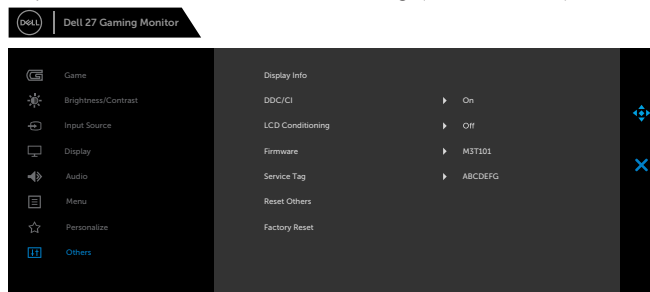 DELL Dell 27 Gaming Monitor
Game Display Info
Brightness/Contrast DDC/CI On
Input Source LCD Conditioning Off
Display Firmware M3T101
Audio Service Tag ABCDEFG
Menu Reset Others
Personalize Factory Reset
Others